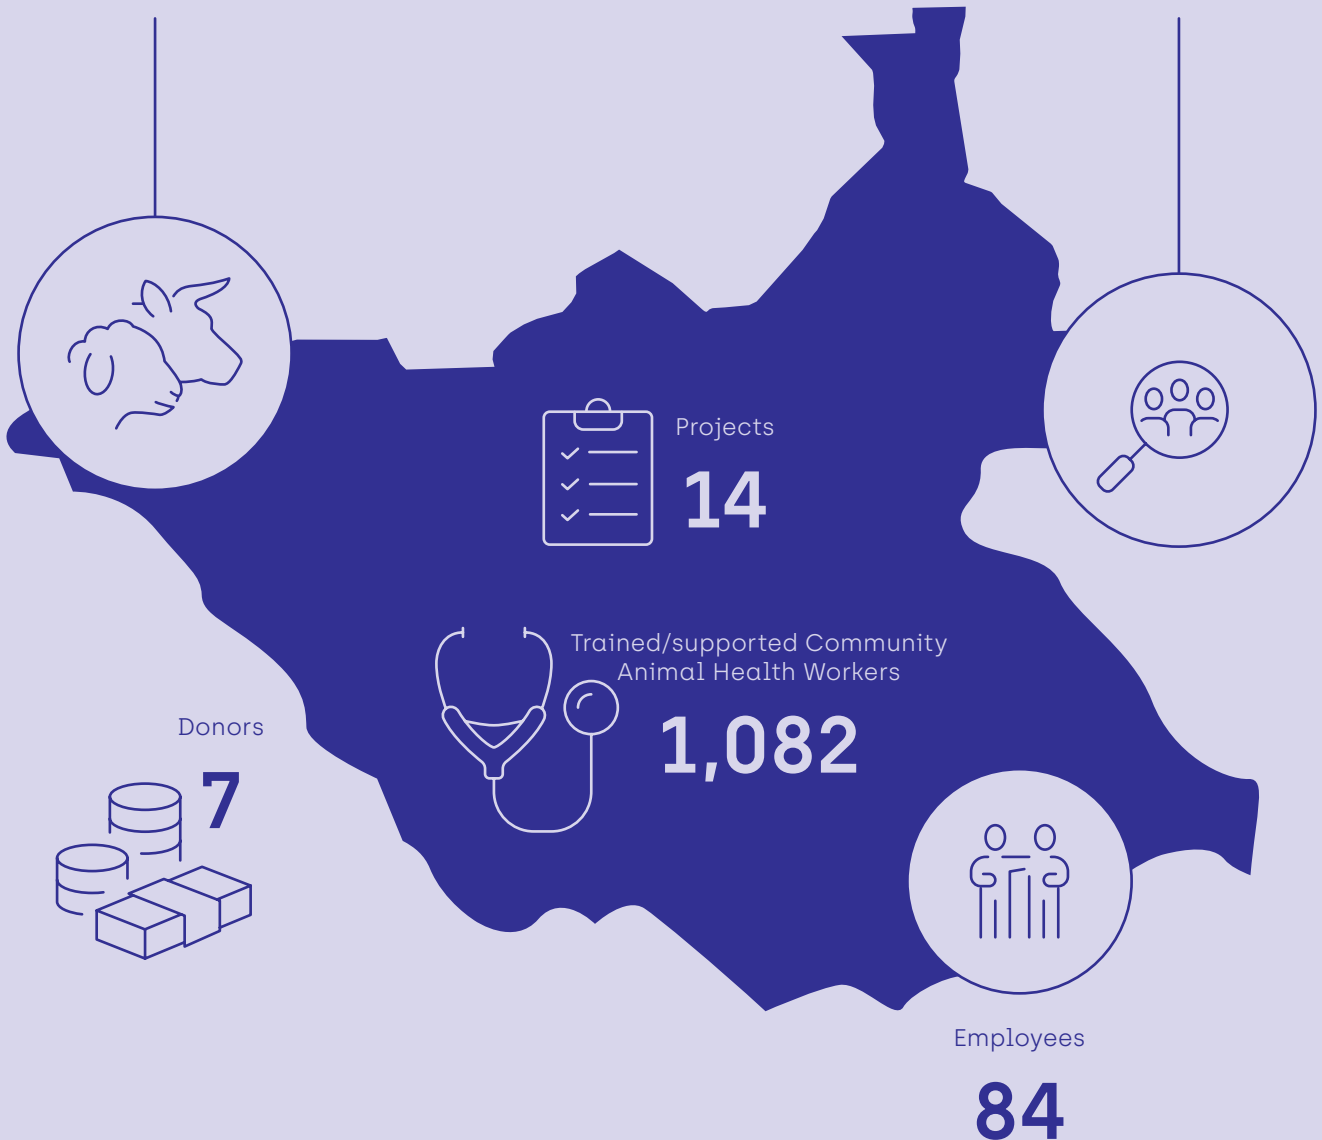 Projects
14
Trained/supported Community
Animal Health Workers
1,082
Donors
7
Employees
84